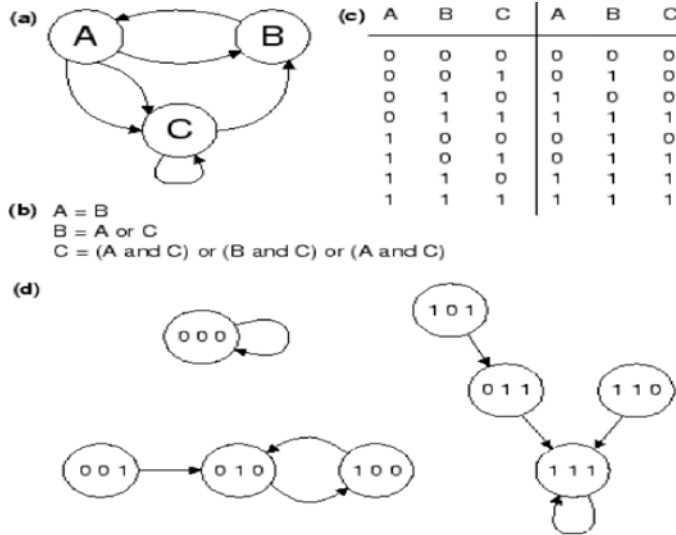 (a)
A
B
C
(c) A B C A B C
0 0 0 0 0 0
0 0 1 0 1 0
0 1 0 1 0 0
0 1 1 1 1 1
1 0 0 0 1 0
1 0 1 0 1 1
1 1 0 1 1 1
1 1 1 1 1 1
(b) A = B
B = A or C
C = (A and C) or (B and C) or (A and C)
(d)
0 0 0
1 0 1
0 1 1
1 1 0
0 0 1
0 1 0
1 0 0
1 1 1